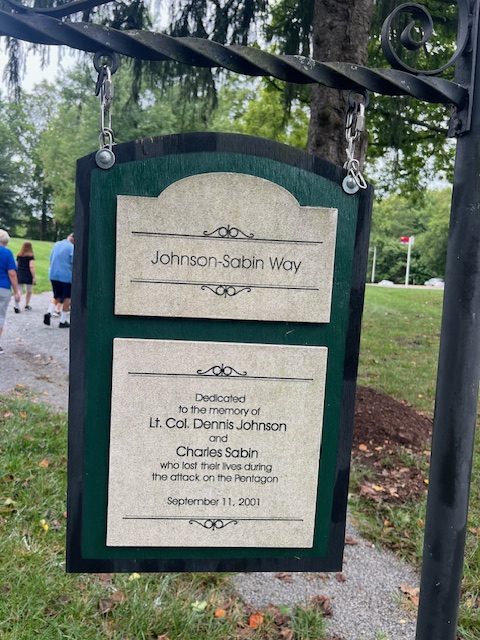 Johnson-Sabin Way
Dedicated
to the memory of
Lt. Col. Dennis Johnson
and
Charles Sabin
who lost their lives during
the attack on the Pentagon
September 11, 2001